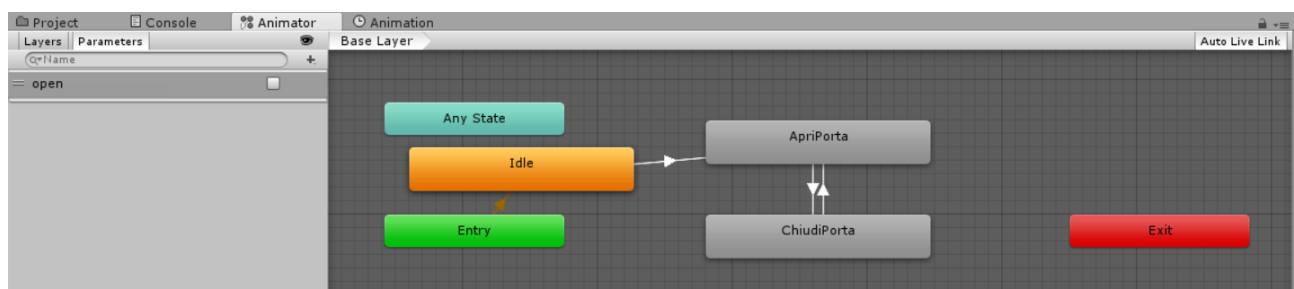 Project Console Animator Animation
Layers Parameters Base Layer Auto Live Link
Name
open
Any State
ApriPorta
Idle
Entry ChiudiPorta Exit